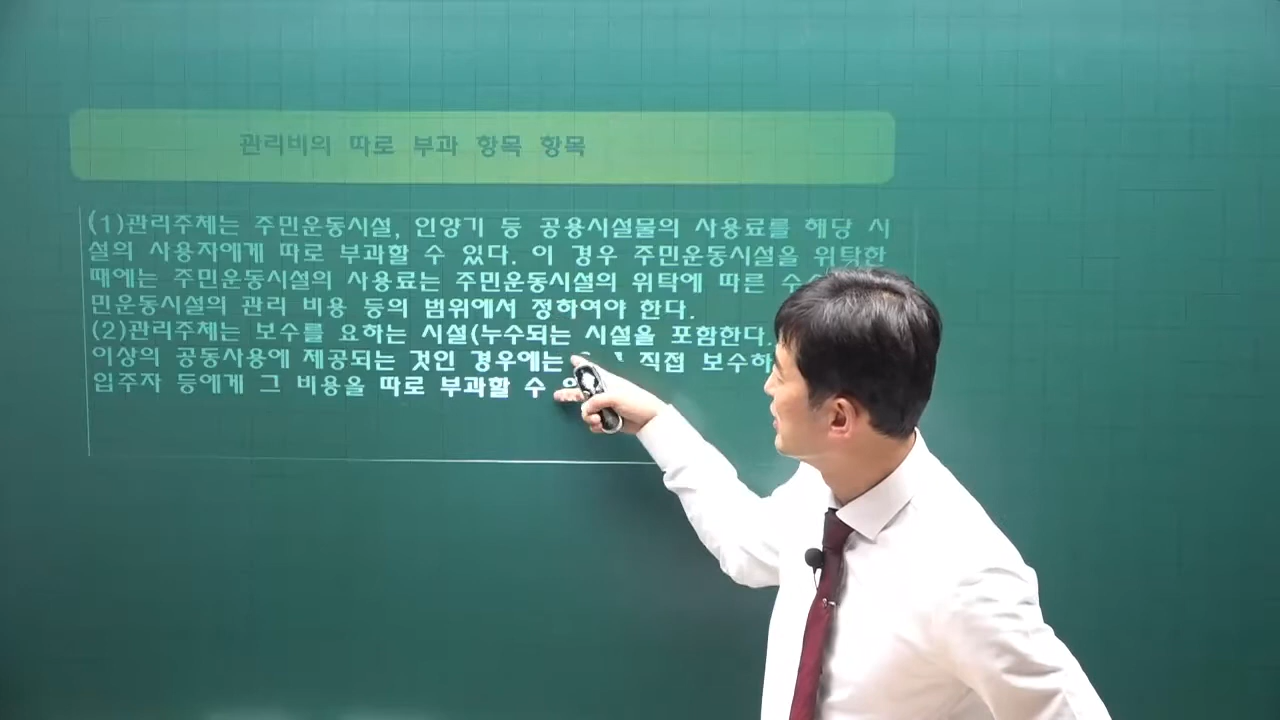 관리비의 따로 부과 항목 항목
(1)관리주체는 주민운동시설, 인양기 등 공용시설물의 사용료를 해당 시
설의 사용자에게 따로 부과할 수 있다. 이 경우 주민운동시설을 위탁한
때에는 주민운동시설의 사용료는 주민운동시설의 위탁에 따른
민운동시설의 관리 비용 등의 범위에서 정하여야 한다.
(2)관리주체는 보수를 요하는 시설(누수되는 시설을 포함한다.
이상의 공동사용에 제공되는 것인 경우에는 직접
입주자 등에게 그 비용을 따로 부과할 수